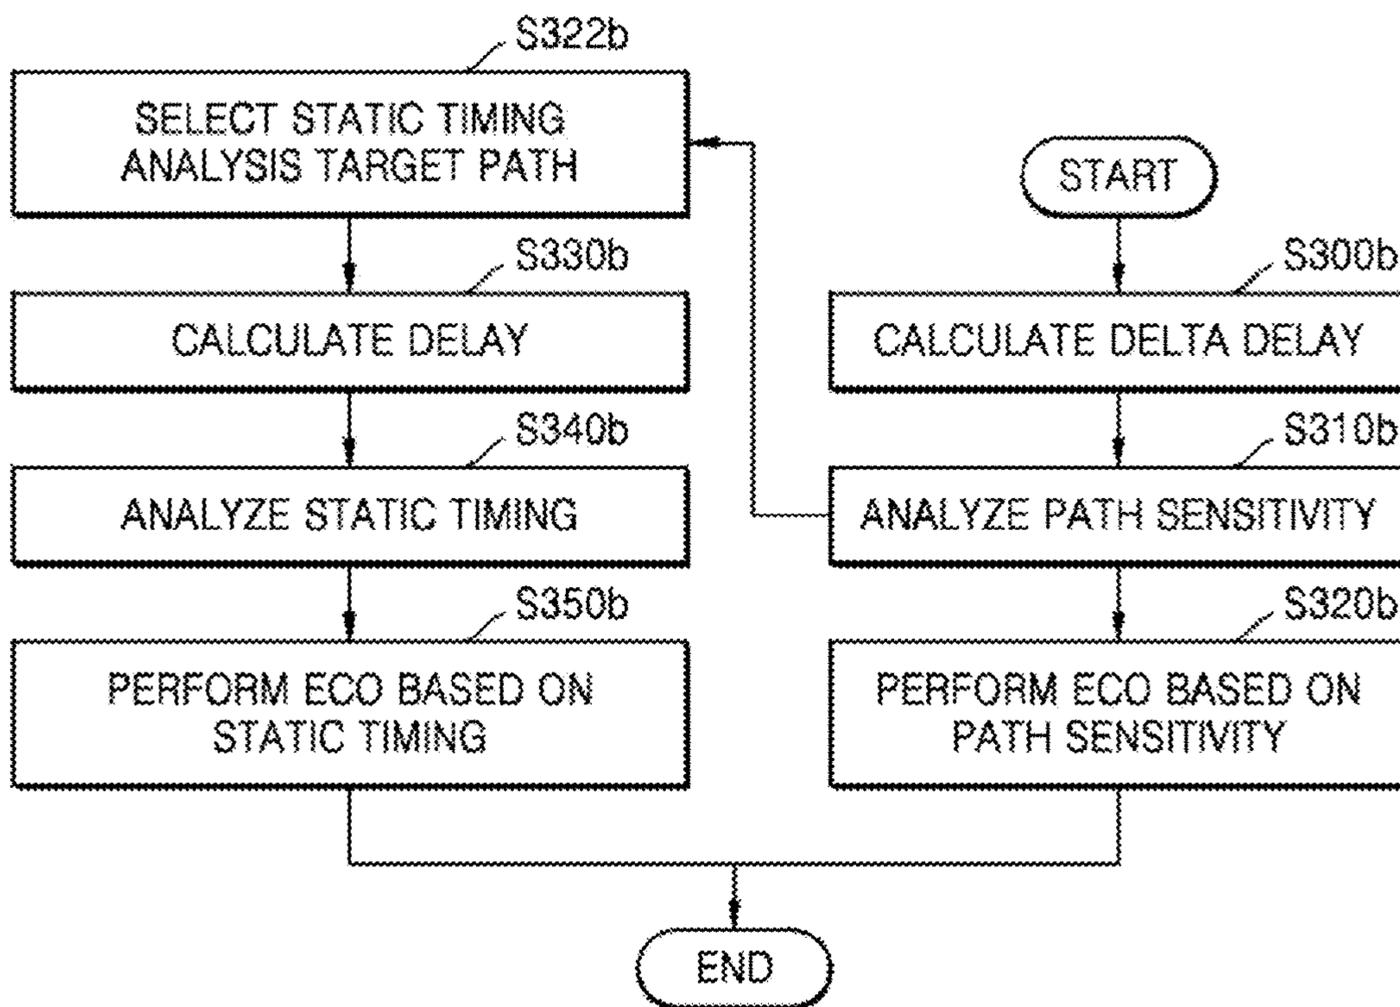 S322b
SELECT STATIC TIMING
ANALYSIS TARGET PATH
S330b
CALCULATE DELAY
S340b
ANALYZE STATIC TIMING
S350b
PERFORM ECO BASED ON
STATIC TIMING
START
S300b
CALCULATE DELTA DELAY
S310b
ANALYZE PATH SENSITIVITY
S320b
PERFORM ECO BASED ON
PATH SENSITIVITY
END